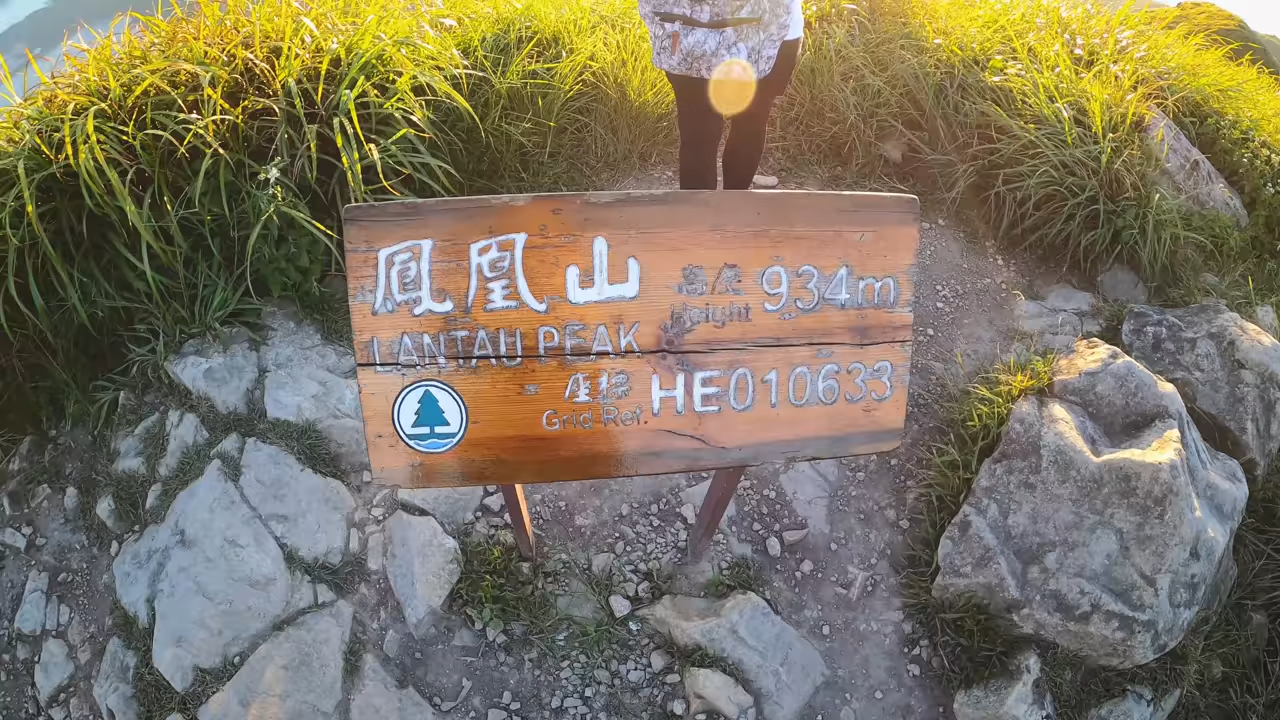 鳳凰山 高度 934m
LANTAU PEAK Height
座標 HE010633
Grid Ref.